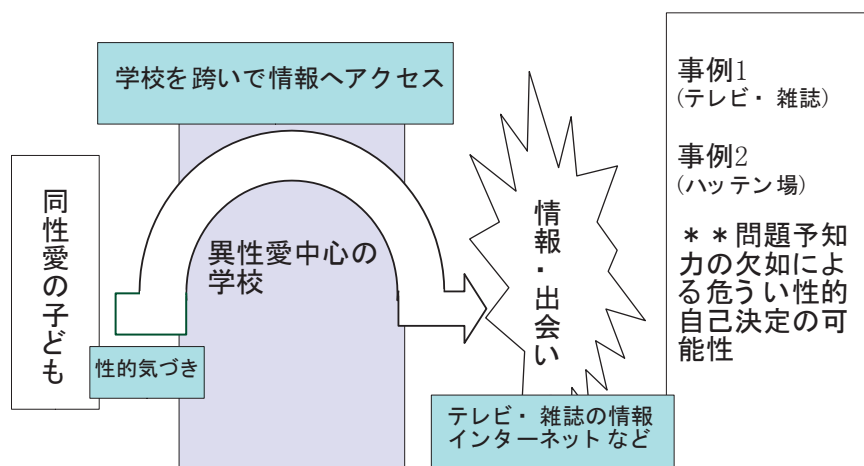 学校を跨いで情報へアクセス
同性愛の子ども
性的気づき
異性愛中心の
学校
情報・出会い
テレビ・雑誌の情報
インターネットなど
事例1
(テレビ・雑誌)
事例2
(ハッテン場)
＊＊問題予知
力の欠如によ
る危うい性的
自己決定の可
能性